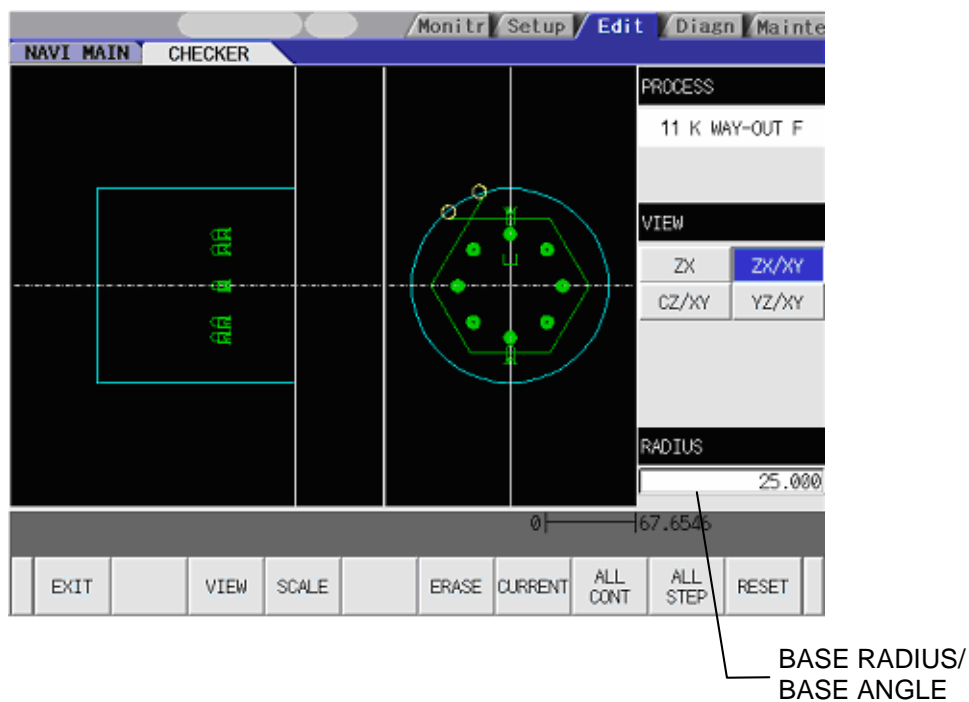 Monitr Setup Edit Diagn Mainte
NAVI MAIN CHECKER
PROCESS
11 K WAY-OUT F
VIEW
ZX ZX/XY
CZ/XY YZ/XY
RADIUS
25.000
0 67.6546
EXIT VIEW SCALE ERASE CURRENT ALL CONT ALL STEP RESET
BASE RADIUS/
BASE ANGLE